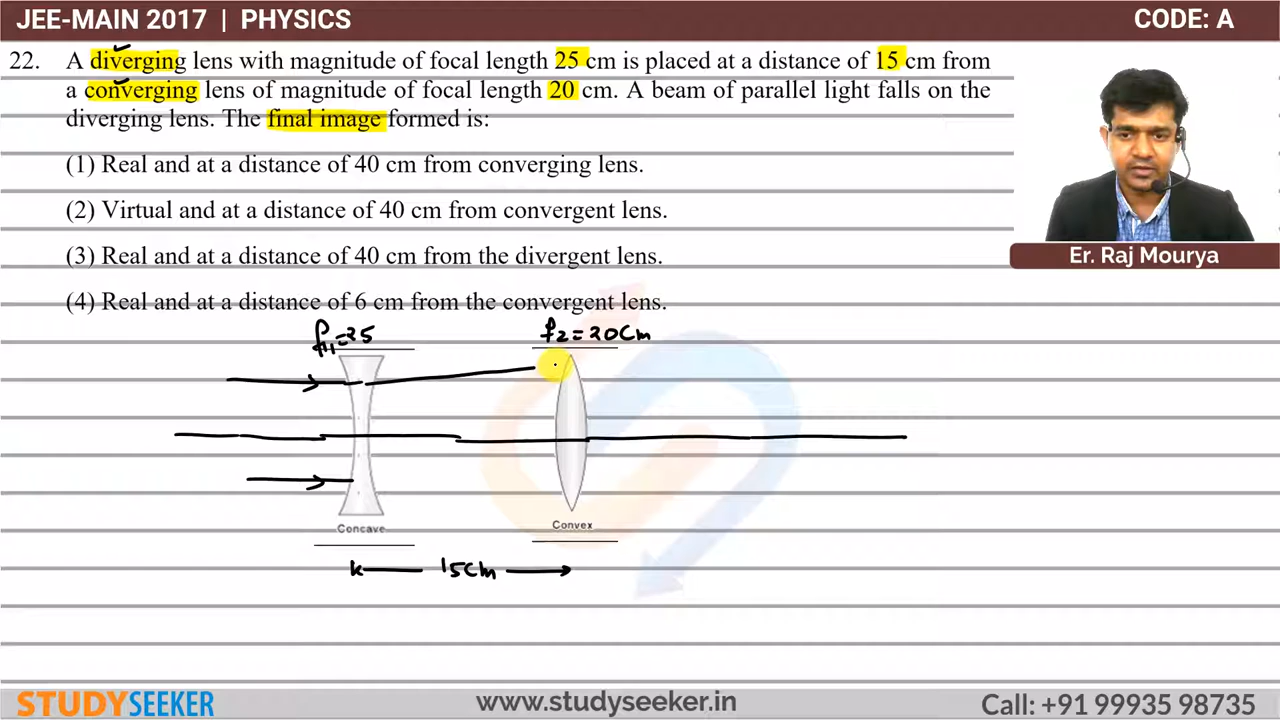 JEE-MAIN 2017 | PHYSICS
CODE: A
22. A diverging lens with magnitude of focal length 25 cm is placed at a distance of 15 cm from
a converging lens of magnitude of focal length 20 cm. A beam of parallel light falls on the
diverging lens. The final image formed is:
(1) Real and at a distance of 40 cm from converging lens.
(2) Virtual and at a distance of 40 cm from convergent lens.
(3) Real and at a distance of 40 cm from the divergent lens.
(4) Real and at a distance of 6 cm from the convergent lens.
Er. Raj Mourya
f1=25
f2=20cm
Concave
Convex
15cm
STUDYSEEKER
www.studyseeker.in
Call: +91 99935 98735